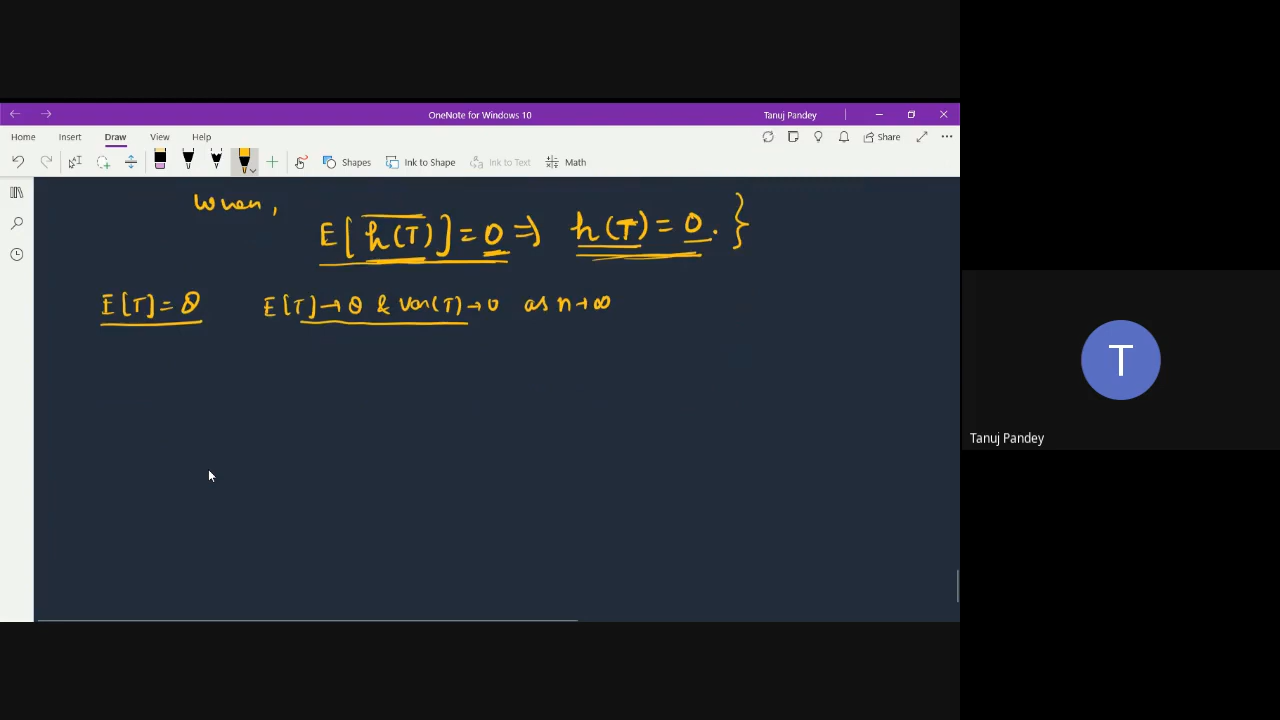 OneNote for Windows 10
Tanuj Pandey
Home Insert Draw View Help
Share
Shapes Ink to Shape Ink to Text Math
When,
E[h(T)] = 0 ⇒ h(T) = 0. }
E[T] = θ E[T] → θ & Var(T) → 0 as n → ∞
T
Tanuj Pandey